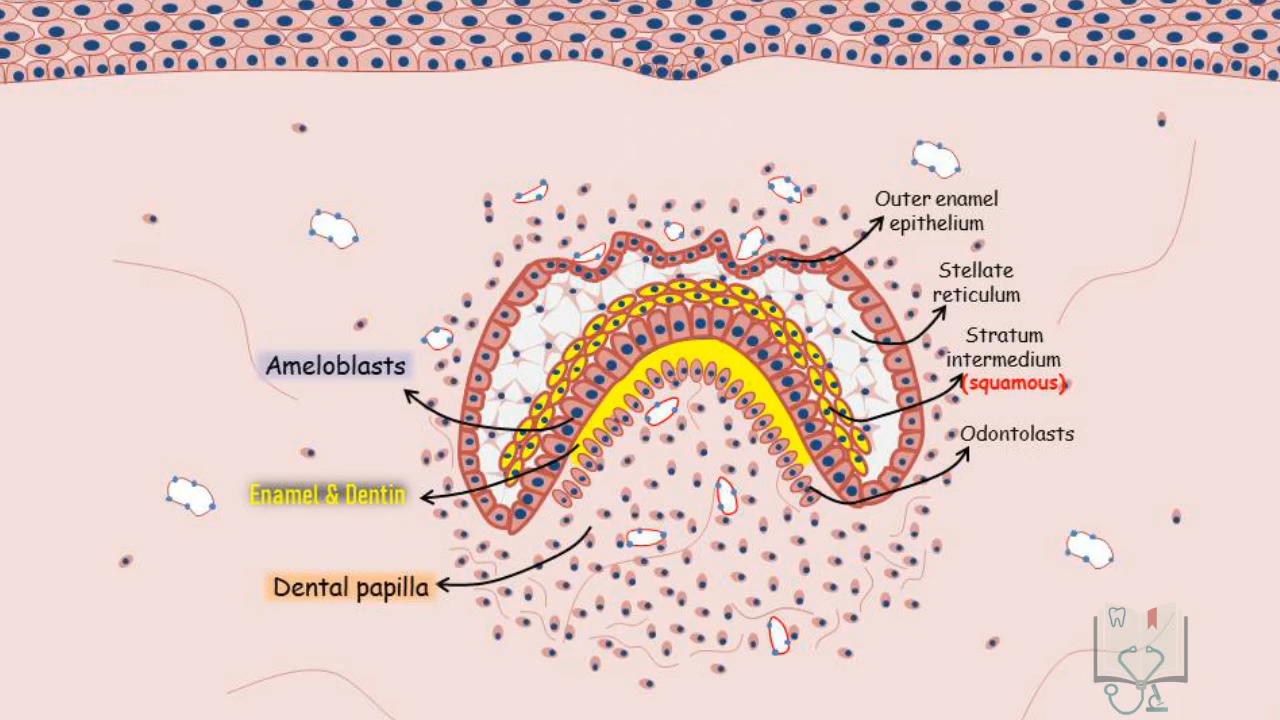 Outer enamel
epithelium
Stellate
reticulum
Stratum
intermedium
(squamous)
Ameloblasts
Odontolasts
Enamel & Dentin
Dental papilla